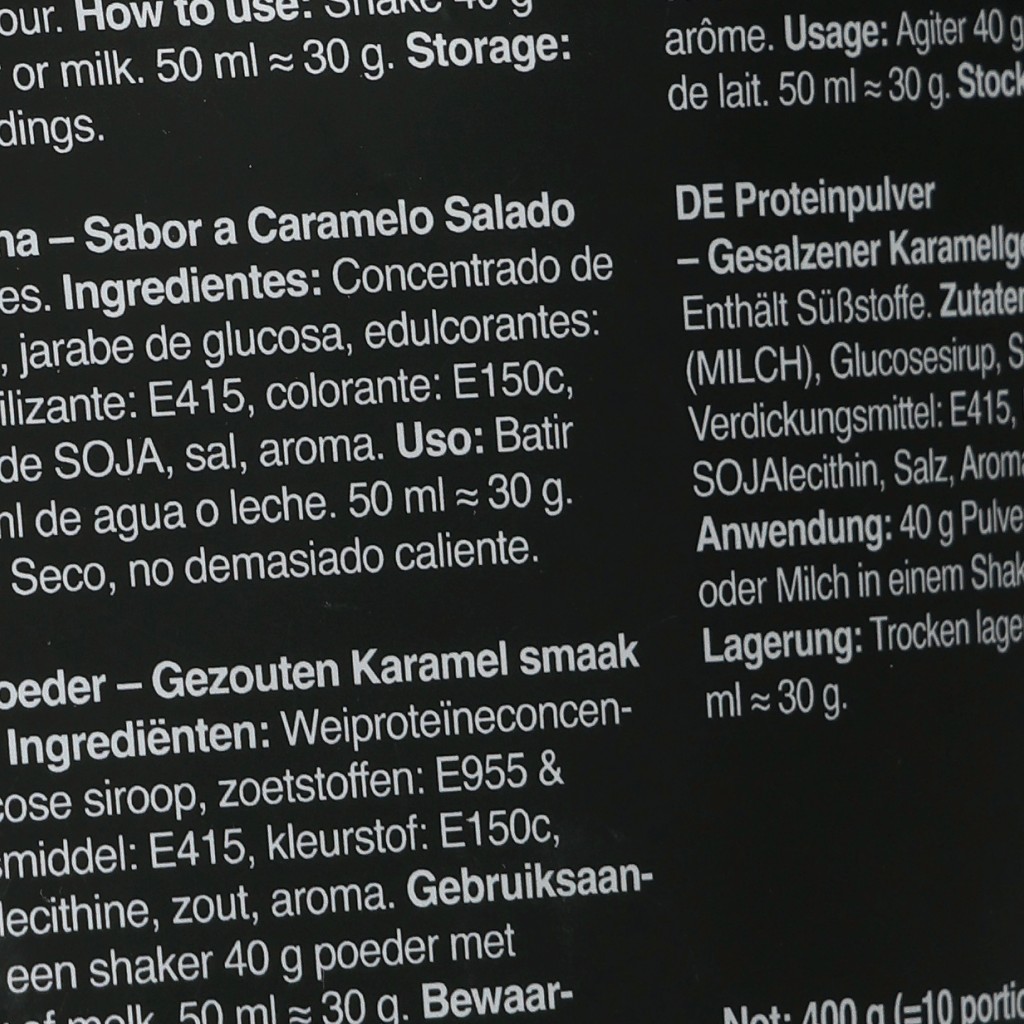 our. How to use: Shake 40 g
or milk. 50 ml ≈ 30 g. Storage:
dings.
na – Sabor a Caramelo Salado
es. Ingredientes: Concentrado de
, jarabe de glucosa, edulcorantes:
ilizante: E415, colorante: E150c,
de SOJA, sal, aroma. Uso: Batir
ml de agua o leche. 50 ml ≈ 30 g.
Seco, no demasiado caliente.
oeder – Gezouten Karamel smaak
Ingrediënten: Weiproteïneconcen-
cose siroop, zoetstoffen: E955 &
smiddel: E415, kleurstof: E150c,
lecithine, zout, aroma. Gebruiksaan-
een shaker 40 g poeder met
of melk. 50 ml ≈ 30 g. Bewaar-
arôme. Usage: Agiter 40 g
de lait. 50 ml ≈ 30 g. Stock
DE Proteinpulver
– Gesalzener Karamellge
Enthält Süßstoffe. Zutaten
(MILCH), Glucosesirup, S
Verdickungsmittel: E415,
SOJAlecithin, Salz, Aroma
Anwendung: 40 g Pulve
oder Milch in einem Shak
Lagerung: Trocken lage
ml ≈ 30 g.
Net: 400 g (=10 portio